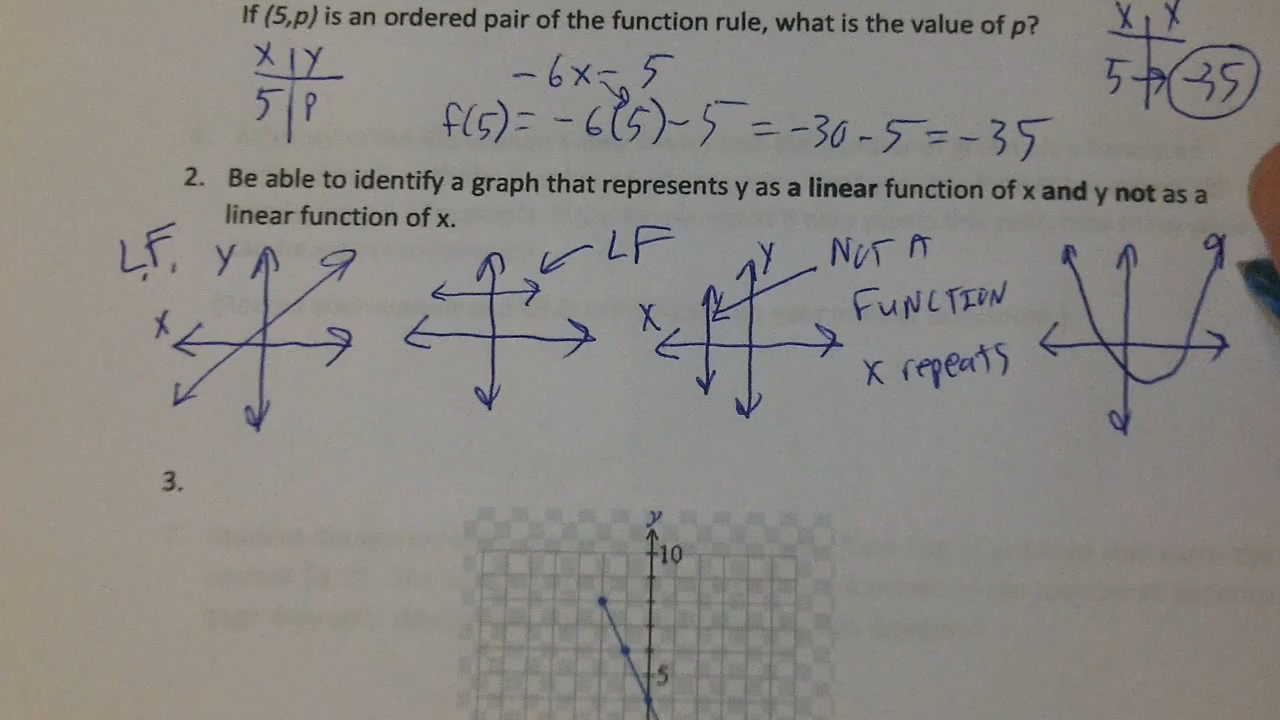 If (5,p) is an ordered pair of the function rule, what is the value of p?
X Y
5 P
-6x - 5
f(5) = -6(5) - 5 = -30 - 5 = -35
X Y
5 → -35
2. Be able to identify a graph that represents y as a linear function of x and y not as a
linear function of x.
L.F. Y
X
LF
Y
X
NOT A
FUNCTION
X repeats
3.
y
10
5